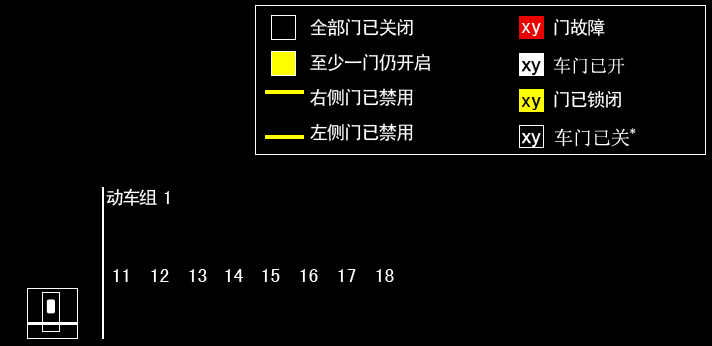 全部门已关闭
至少一门仍开启
右侧门已禁用
左侧门已禁用
xy 门故障
xy 车门已开
xy 门已锁闭
xy 车门已关*
动车组 1
11 12 13 14 15 16 17 18